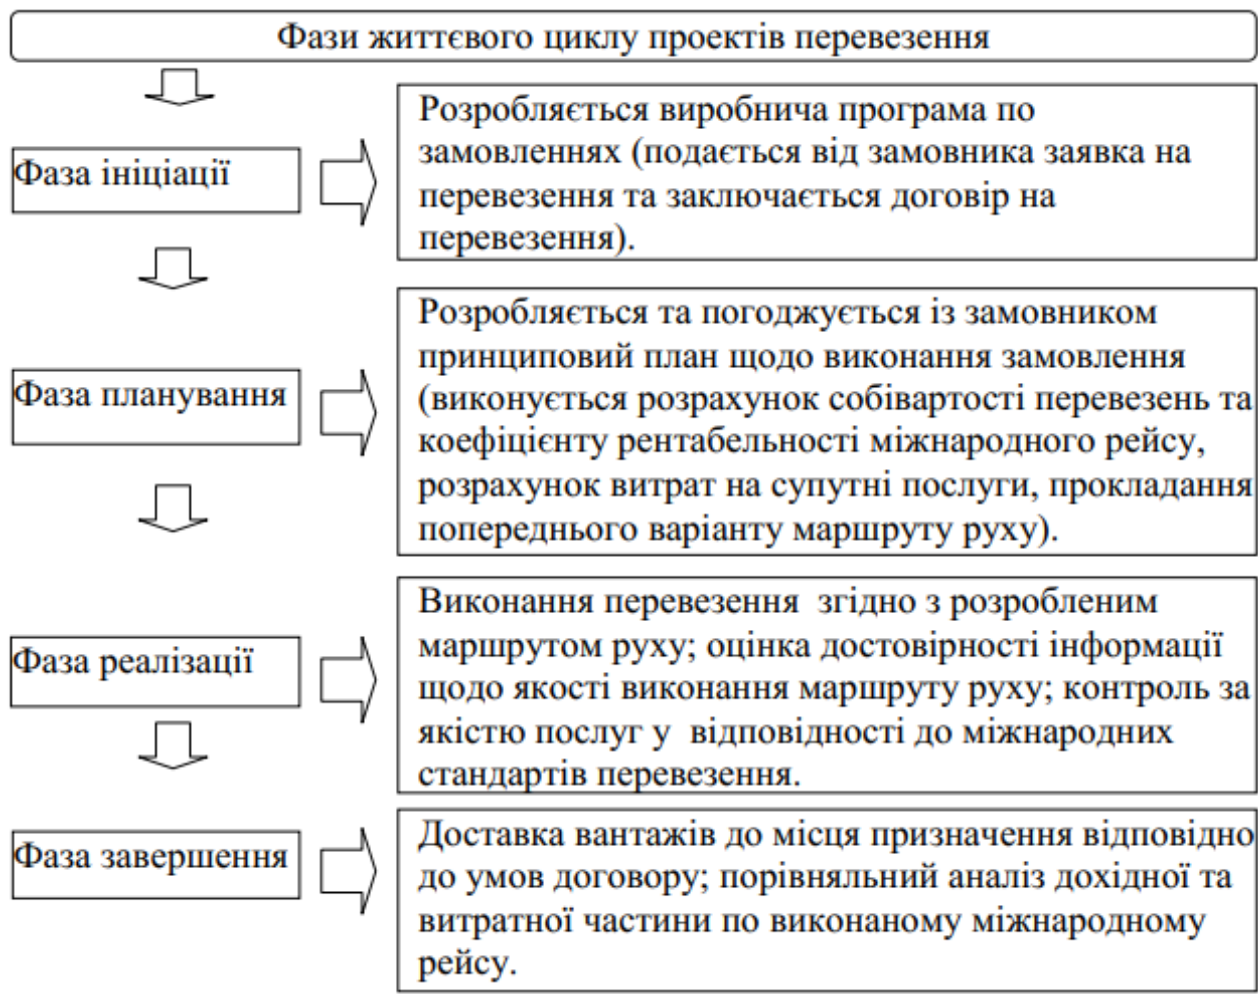 Фази життєвого циклу проектів перевезення
Фаза ініціації
Розробляється виробнича програма по
замовленнях (подається від замовника заявка на
перевезення та заключається договір на
перевезення).
Фаза планування
Розробляється та погоджується із замовником
принциповий план щодо виконання замовлення
(виконується розрахунок собівартості перевезень та
коефіцієнту рентабельності міжнародного рейсу,
розрахунок витрат на супутні послуги, прокладання
попереднього варіанту маршруту руху).
Фаза реалізації
Виконання перевезення згідно з розробленим
маршрутом руху; оцінка достовірності інформації
щодо якості виконання маршруту руху; контроль за
якістю послуг у відповідності до міжнародних
стандартів перевезення.
Фаза завершення
Доставка вантажів до місця призначення відповідно
до умов договору; порівняльний аналіз дохідної та
витратної частини по виконаному міжнародному
рейсу.